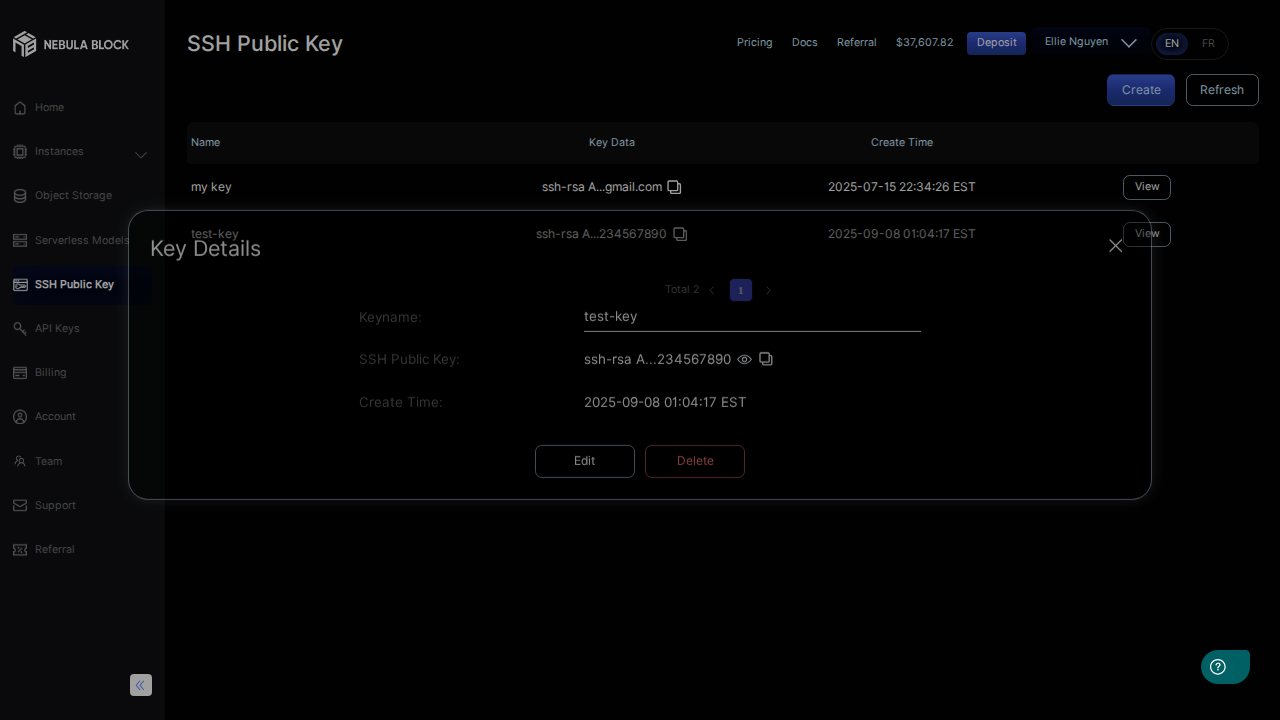 NEBULA BLOCK
SSH Public Key
Pricing
Docs
Referral
$37,607.82
Deposit
Ellie Nguyen
EN
FR
Create
Refresh
Home
Instances
Object Storage
Serverless Models
SSH Public Key
API Keys
Billing
Account
Team
Support
Referral
Name
Key Data
Create Time
my key
ssh-rsa A...gmail.com
2025-07-15 22:34:26 EST
View
test-key
ssh-rsa A...234567890
2025-09-08 01:04:17 EST
View
Total 2
1
Key Details
Keyname:
test-key
SSH Public Key:
ssh-rsa A...234567890
Create Time:
2025-09-08 01:04:17 EST
Edit
Delete